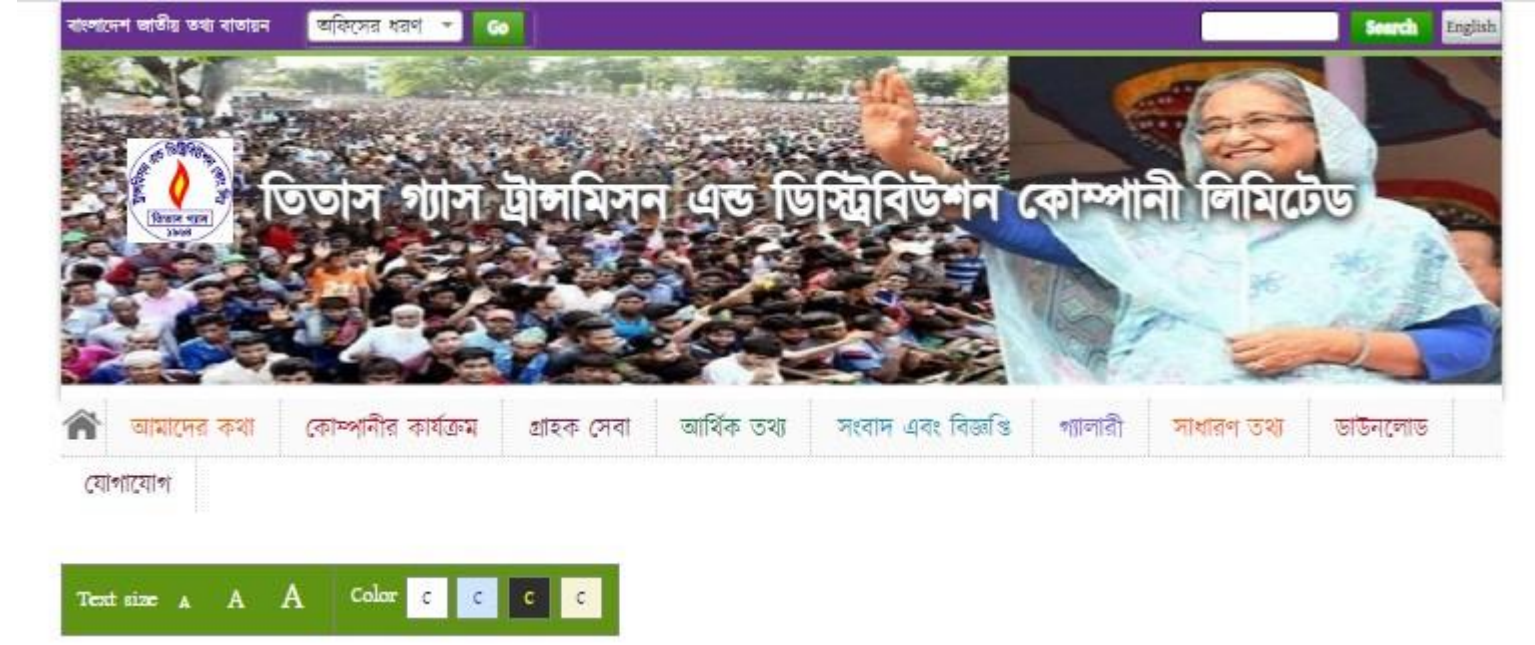 বাংলাদেশ জাতীয় তথ্য বাতায়ন অফিসের ধরণ Go Search English
তিতাস গ্যাস ট্রান্সমিসন এন্ড ডিস্ট্রিবিউশন কোম্পানী লিমিটেড
তিতাস গ্যাস
১৯৬৪
আমাদের কথা কোম্পানীর কার্যক্রম গ্রাহক সেবা আর্থিক তথ্য সংবাদ এবং বিজ্ঞপ্তি গ্যালারী সাধারণ তথ্য ডাউনলোড
যোগাযোগ
Text size A A A Color C C C C